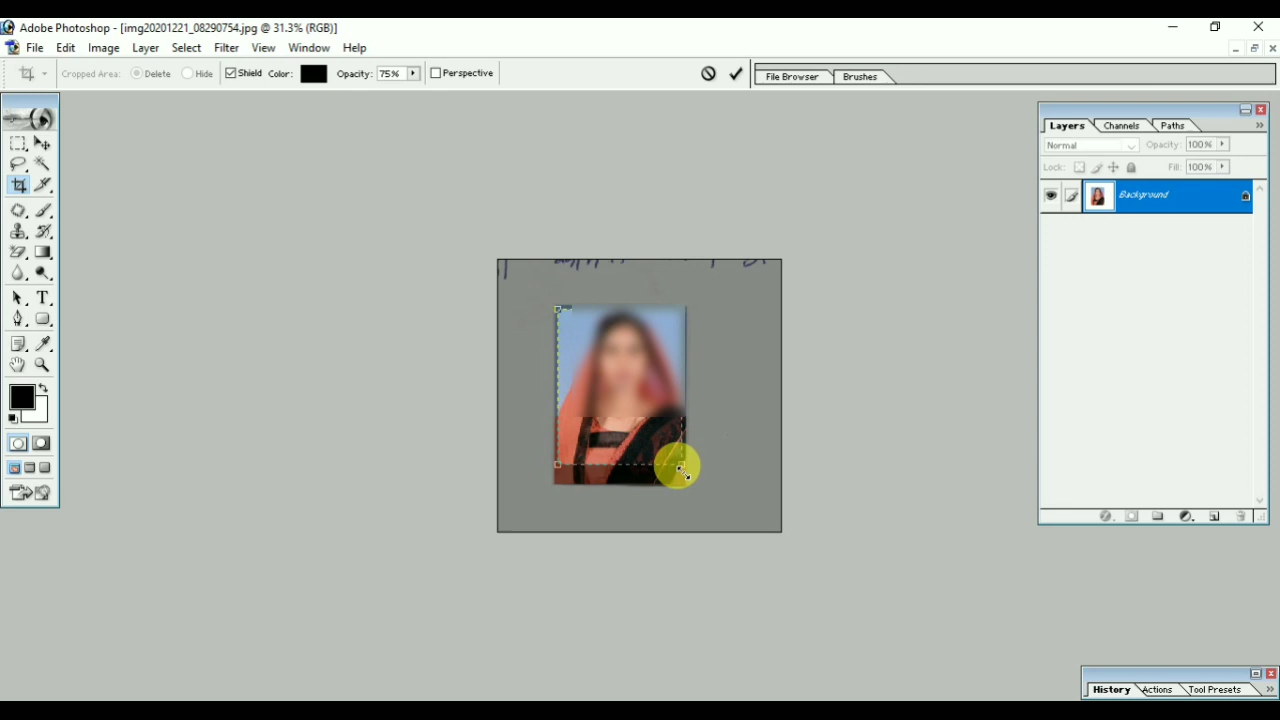 Adobe Photoshop - [img20201221_08290754.jpg @ 31.3% (RGB)]
File Edit Image Layer Select Filter View Window Help
Cropped Area: Delete Hide Shield Color: Opacity: 75% Perspective File Browser Brushes
Layers Channels Paths
Normal Opacity: 100%
Lock: Fill: 100%
Background
History Actions Tool Presets